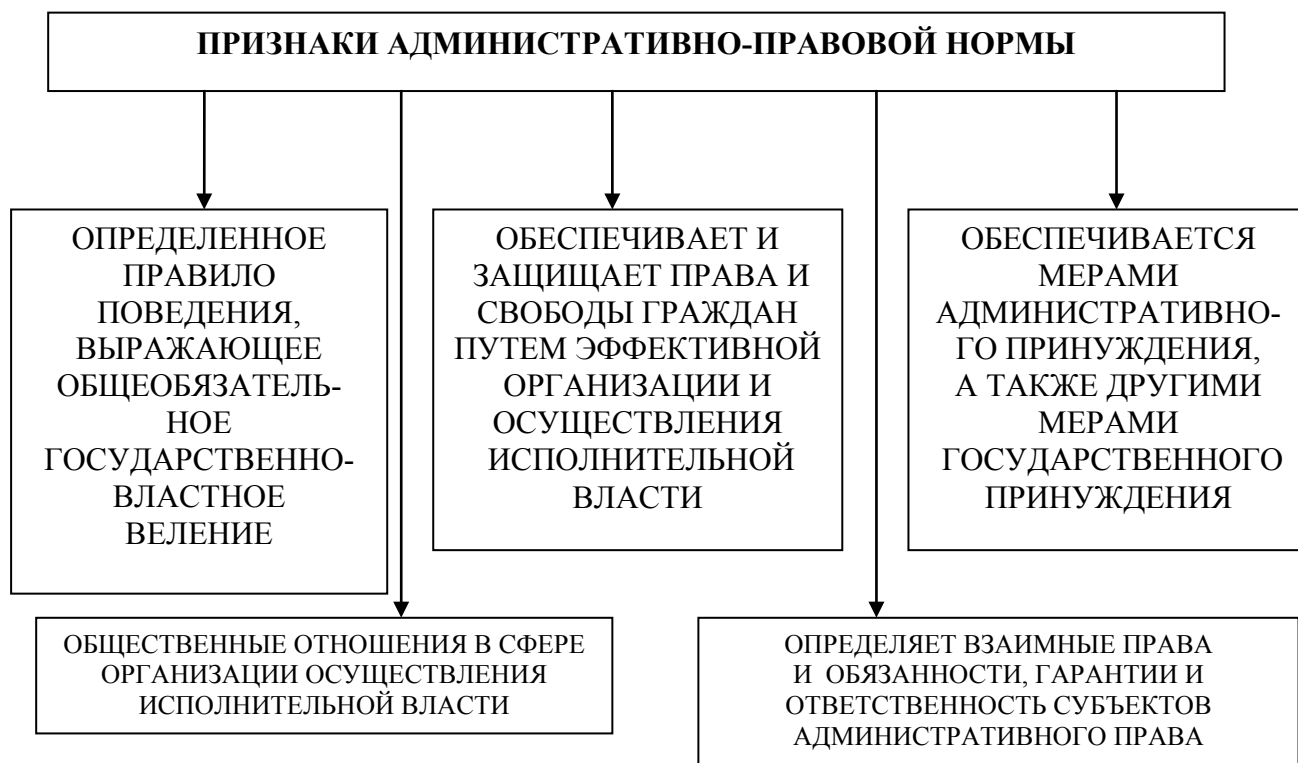 ПРИЗНАКИ АДМИНИСТРАТИВНО-ПРАВОВОЙ НОРМЫ
ОПРЕДЕЛЕННОЕ
ПРАВИЛО
ПОВЕДЕНИЯ,
ВЫРАЖАЮЩЕЕ
ОБЩЕОБЯЗАТЕЛЬ-
НОЕ
ГОСУДАРСТВЕННО-
ВЛАСТНОЕ
ВЕЛЕНИЕ
ОБЕСПЕЧИВАЕТ И
ЗАЩИЩАЕТ ПРАВА И
СВОБОДЫ ГРАЖДАН
ПУТЕМ ЭФФЕКТИВНОЙ
ОРГАНИЗАЦИИ И
ОСУЩЕСТВЛЕНИЯ
ИСПОЛНИТЕЛЬНОЙ
ВЛАСТИ
ОБЕСПЕЧИВАЕТСЯ
МЕРАМИ
АДМИНИСТРАТИВНО-
ГО ПРИНУЖДЕНИЯ,
А ТАКЖЕ ДРУГИМИ
МЕРАМИ
ГОСУДАРСТВЕННОГО
ПРИНУЖДЕНИЯ
ОБЩЕСТВЕННЫЕ ОТНОШЕНИЯ В СФЕРЕ
ОРГАНИЗАЦИИ ОСУЩЕСТВЛЕНИЯ
ИСПОЛНИТЕЛЬНОЙ ВЛАСТИ
ОПРЕДЕЛЯЕТ ВЗАИМНЫЕ ПРАВА
И ОБЯЗАННОСТИ, ГАРАНТИИ И
ОТВЕТСТВЕННОСТЬ СУБЪЕКТОВ
АДМИНИСТРАТИВНОГО ПРАВА